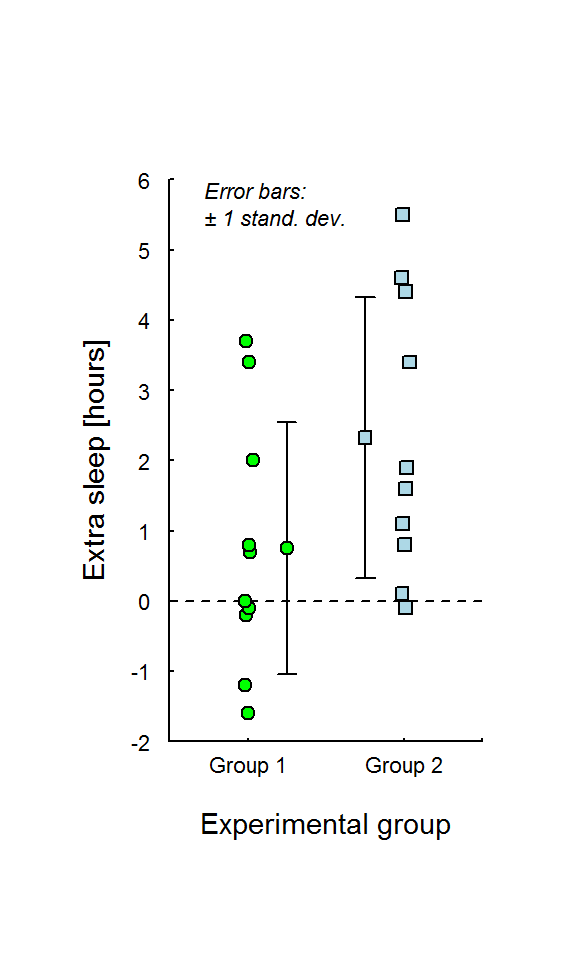 Error bars:
± 1 stand. dev.
6
5
4
3
2
1
0
-1
-2
Extra sleep [hours]
Group 1 Group 2
Experimental group